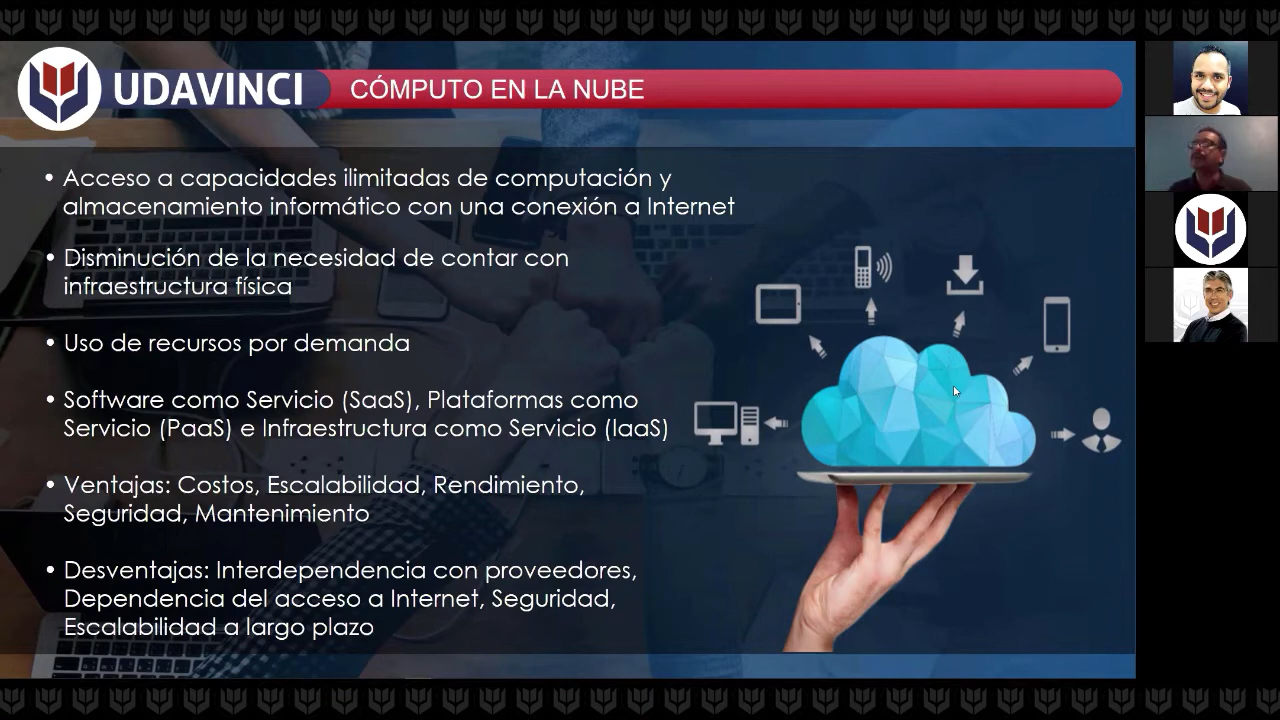 UDAVINCI
CÓMPUTO EN LA NUBE
• Acceso a capacidades ilimitadas de computación y
almacenamiento informático con una conexión a Internet
• Disminución de la necesidad de contar con
infraestructura física
• Uso de recursos por demanda
• Software como Servicio (SaaS), Plataformas como
Servicio (PaaS) e Infraestructura como Servicio (IaaS)
• Ventajas: Costos, Escalabilidad, Rendimiento,
Seguridad, Mantenimiento
• Desventajas: Interdependencia con proveedores,
Dependencia del acceso a Internet, Seguridad,
Escalabilidad a largo plazo